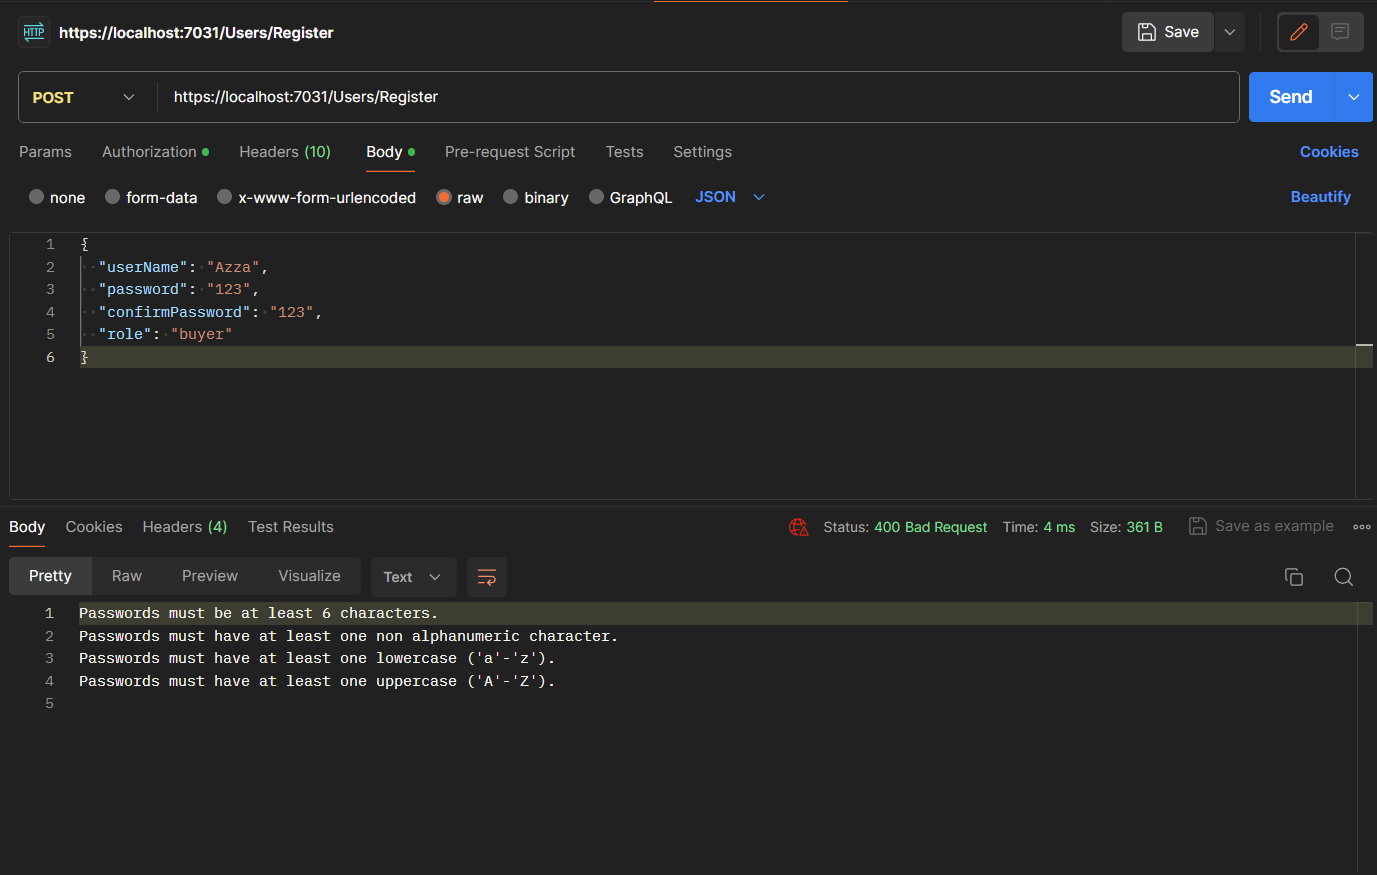 HTTP https://localhost:7031/Users/Register Save
POST https://localhost:7031/Users/Register Send
Params Authorization Headers (10) Body Pre-request Script Tests Settings Cookies
none form-data x-www-form-urlencoded raw binary GraphQL JSON Beautify
1 {
2 "userName": "Azza",
3 "password": "123",
4 "confirmPassword": "123",
5 "role": "buyer"
6 }
Body Cookies Headers (4) Test Results Status: 400 Bad Request Time: 4 ms Size: 361 B Save as example
Pretty Raw Preview Visualize Text
1 Passwords must be at least 6 characters.
2 Passwords must have at least one non alphanumeric character.
3 Passwords must have at least one lowercase ('a'-'z').
4 Passwords must have at least one uppercase ('A'-'Z').
5